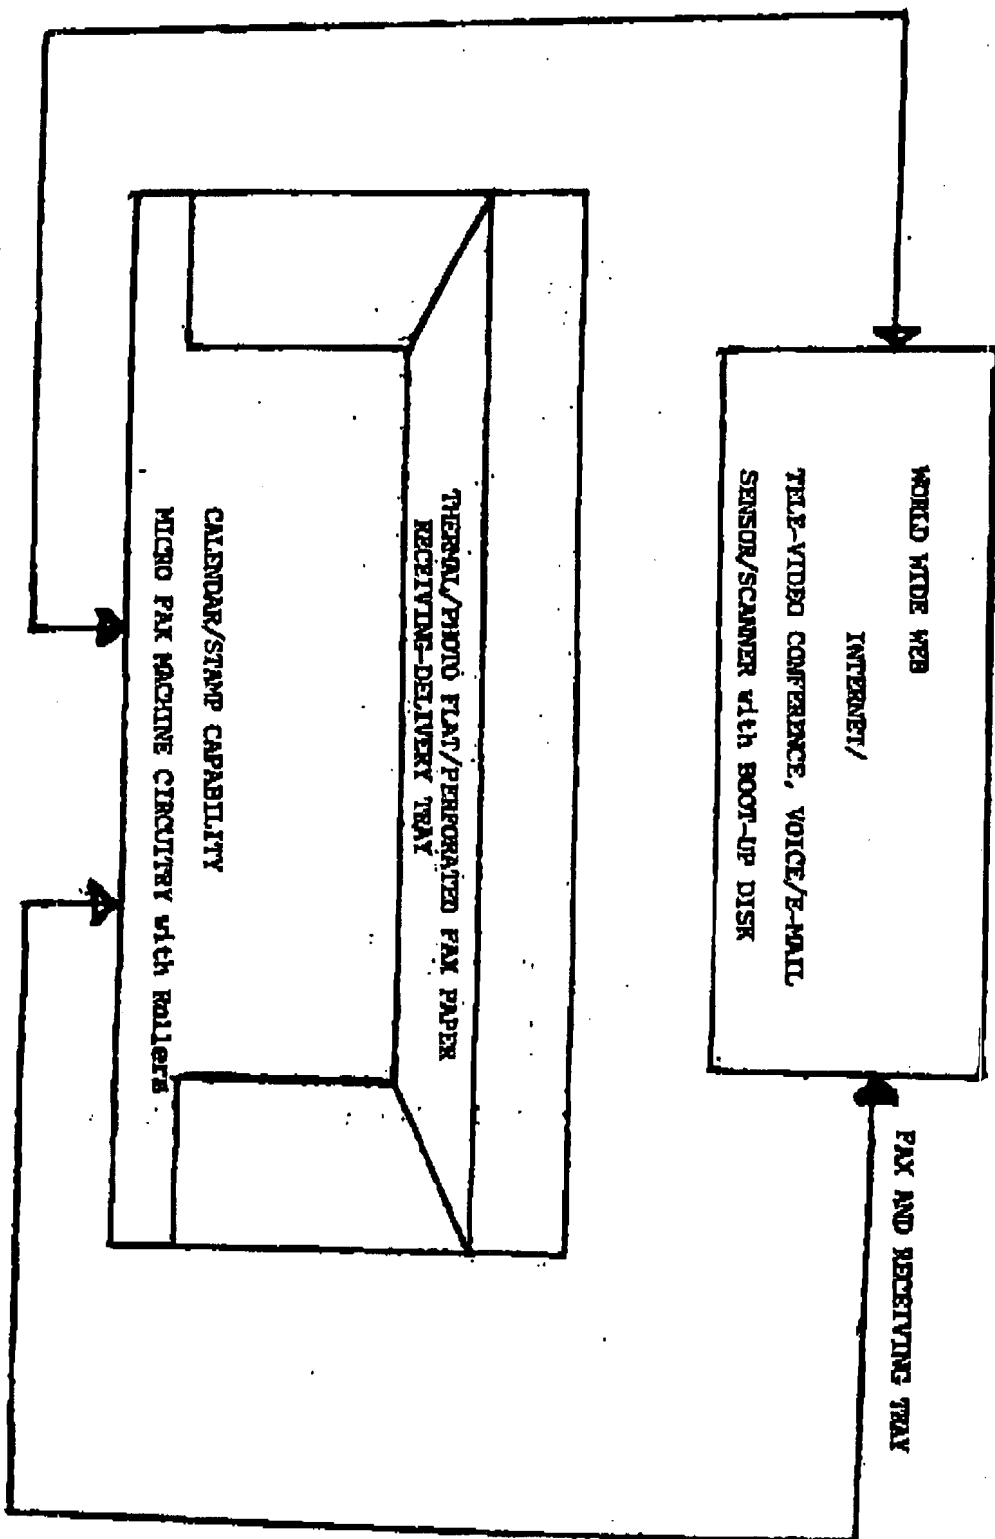 FAX AND RECEIVING TRAY
WORLD WIDE WEB
INTERNET/
TELE-VIDEO CONFERENCE, VOICE/E-MAIL
SENSOR/SCANNER with BOOT-UP DISK
THERMAL/PHOTO FLAT/PERFORATED FAX PAPER
RECEIVING-DELIVERY TRAY
CALENDAR/STAMP CAPABILITY
MICRO FAX MACHINE CIRCUITRY with Rollers